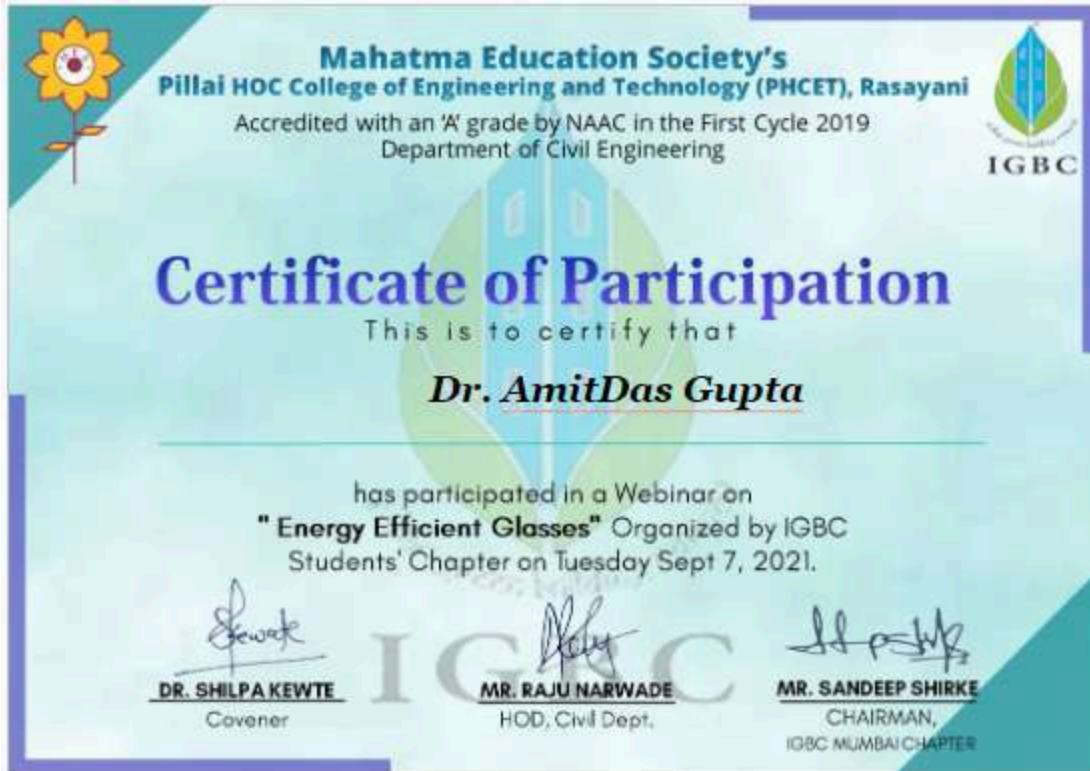 Mahatma Education Society's
Pillai HOC College of Engineering and Technology (PHCET), Rasayani
Accredited with an 'A' grade by NAAC in the First Cycle 2019
Department of Civil Engineering
IGBC
Certificate of Participation
This is to certify that
Dr. AmitDas Gupta
has participated in a Webinar on
" Energy Efficient Glasses" Organized by IGBC
Students' Chapter on Tuesday Sept 7, 2021.
IGBC
DR. SHILPA KEWTE
Covener
MR. RAJU NARWADE
HOD, Civil Dept.
MR. SANDEEP SHIRKE
CHAIRMAN,
IGBC MUMBAI CHAPTER